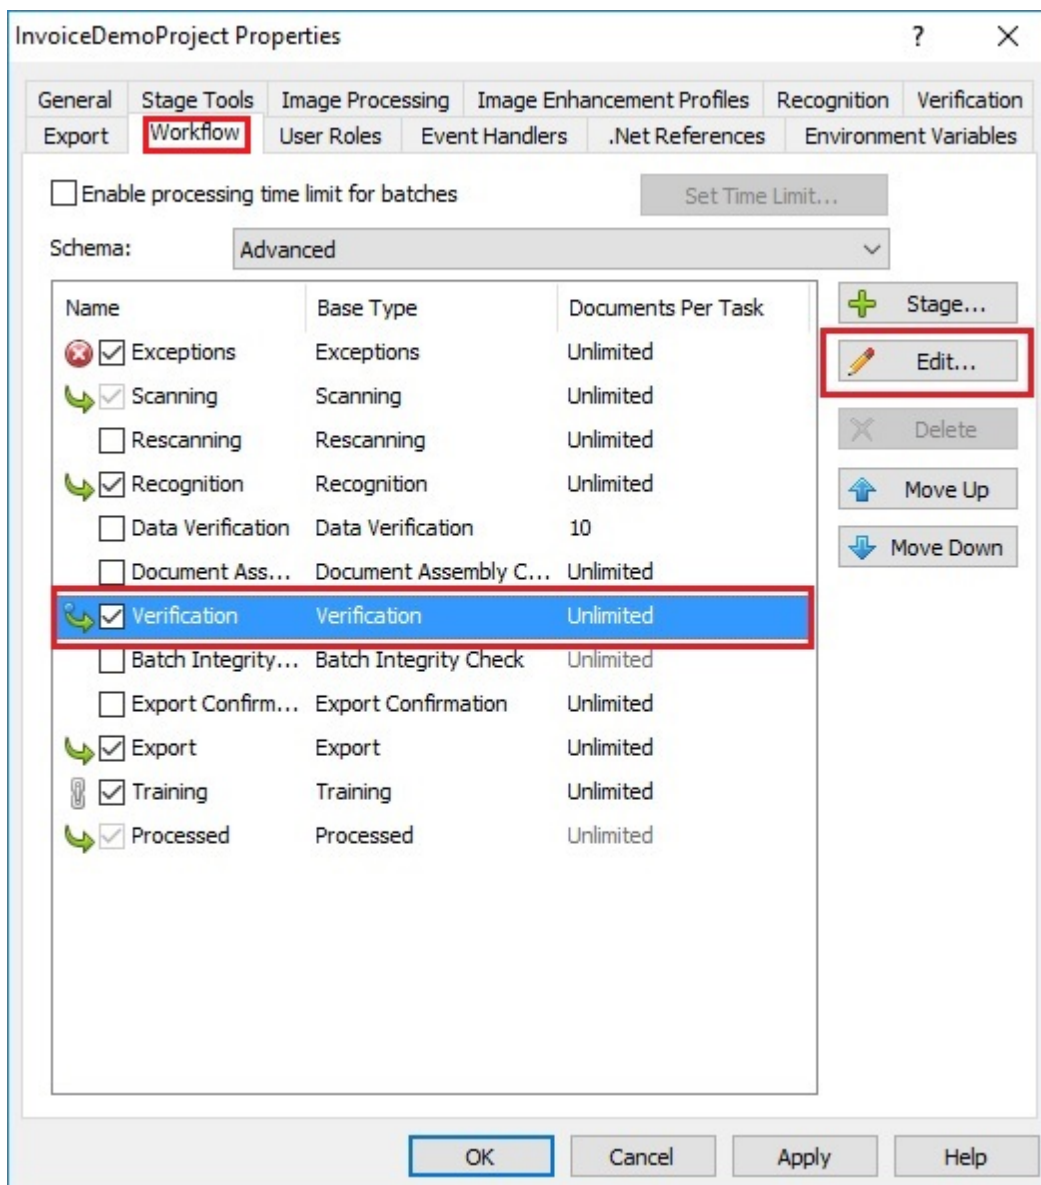 InvoiceDemoProject Properties ? ×
General Stage Tools Image Processing Image Enhancement Profiles Recognition Verification
Export Workflow User Roles Event Handlers .Net References Environment Variables
Enable processing time limit for batches Set Time Limit...
Schema: Advanced
Name Base Type Documents Per Task Stage...
Exceptions Exceptions Unlimited Edit...
Scanning Scanning Unlimited
Rescanning Rescanning Unlimited Delete
Recognition Recognition Unlimited Move Up
Data Verification Data Verification 10 Move Down
Document Ass... Document Assembly C... Unlimited
Verification Verification Unlimited
Batch Integrity... Batch Integrity Check Unlimited
Export Confirm... Export Confirmation Unlimited
Export Export Unlimited
Training Training Unlimited
Processed Processed Unlimited
OK Cancel Apply Help